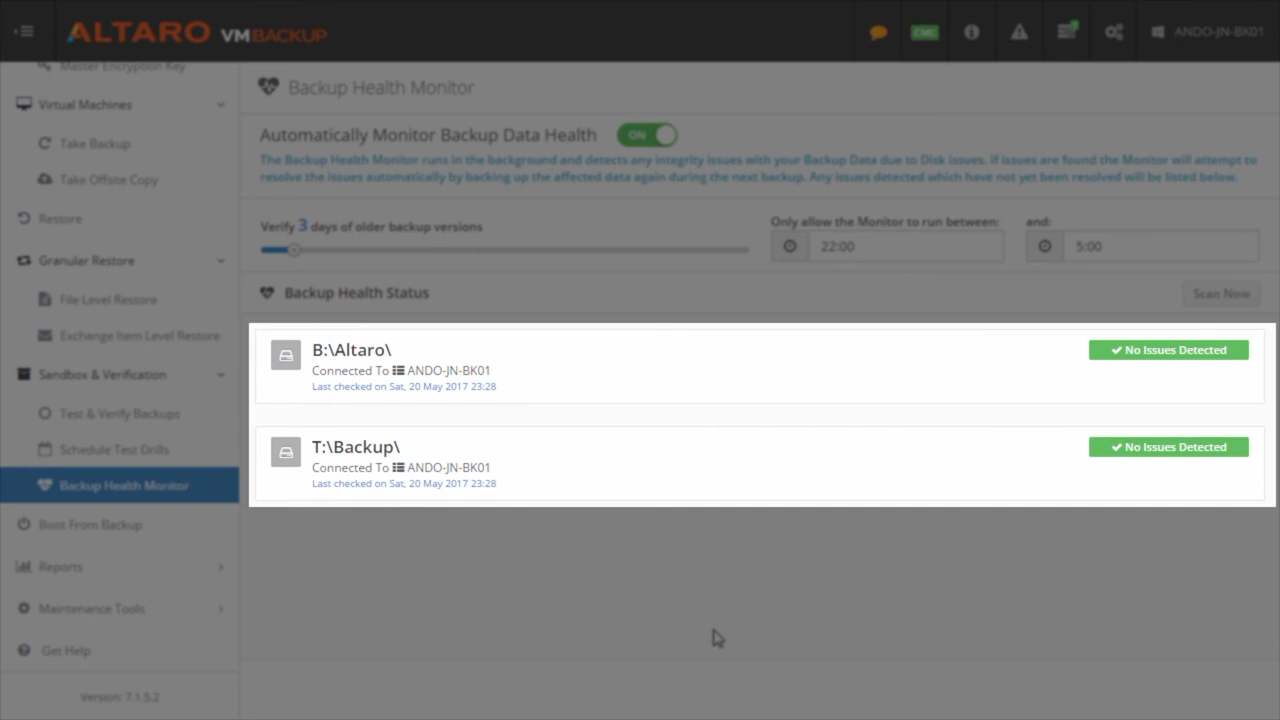 ALTARO VMBACKUP
CMC
ANDO-JN-BK01
Master Encryption Key
Virtual Machines
Take Backup
Take Offsite Copy
Restore
Granular Restore
File Level Restore
Exchange Item Level Restore
Sandbox & Verification
Test & Verify Backups
Schedule Test Drills
Backup Health Monitor
Boot From Backup
Reports
Maintenance Tools
Get Help
Version: 7.1.5.2
Backup Health Monitor
Automatically Monitor Backup Data Health ON
The Backup Health Monitor runs in the background and detects any integrity issues with your Backup Data due to Disk issues. If issues are found the Monitor will attempt to
resolve the issues automatically by backing up the affected data again during the next backup. Any issues detected which have not yet been resolved will be listed below.
Verify 3 days of older backup versions
Only allow the Monitor to run between: and:
22:00 5:00
Backup Health Status Scan Now
B:\Altaro\ No Issues Detected
Connected To ANDO-JN-BK01
Last checked on Sat, 20 May 2017 23:28
T:\Backup\ No Issues Detected
Connected To ANDO-JN-BK01
Last checked on Sat, 20 May 2017 23:28